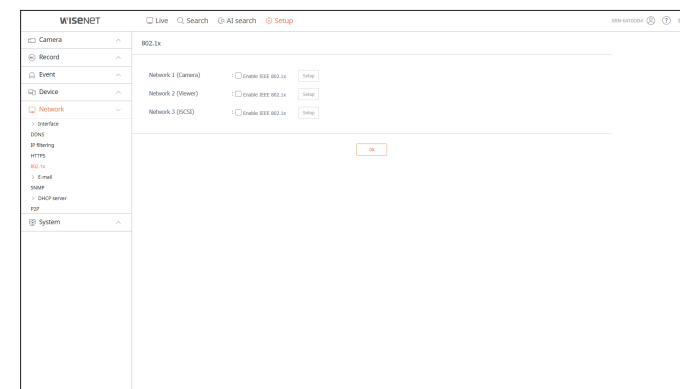 WISENET
Live Search AI search Setup
Camera
Record
Event
Device
Network
> Interface
DDNS
IP filtering
HTTPS
802.1x
> E-mail
SNMP
> DHCP server
P2P
System
802.1x
Network 1 (Camera) : Enable IEEE 802.1x Setup
Network 2 (Viewer) : Enable IEEE 802.1x Setup
Network 3 (iSCSI) : Enable IEEE 802.1x Setup
OK